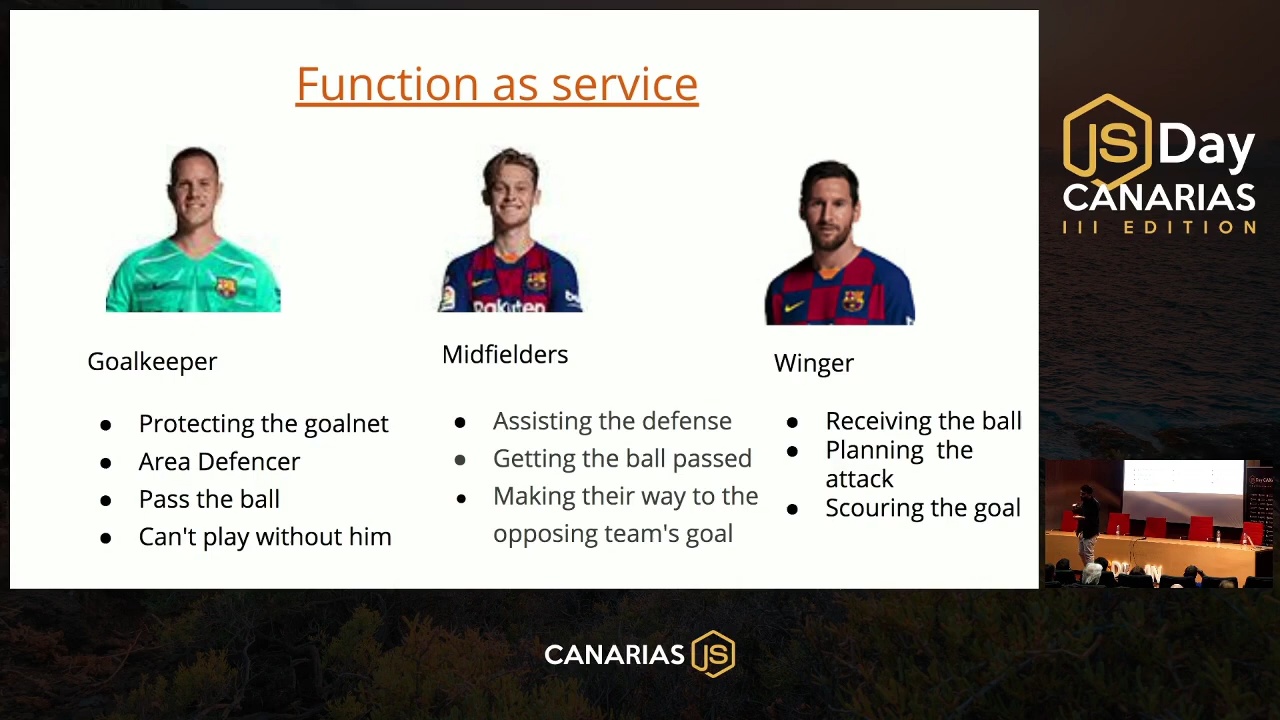 Function as service
Rakuten
Goalkeeper
● Protecting the goalnet
● Area Defencer
● Pass the ball
● Can't play without him
Midfielders
● Assisting the defense
● Getting the ball passed
● Making their way to the
opposing team's goal
Winger
● Receiving the ball
● Planning the
attack
● Scouring the goal
JS Day
CANARIAS
III EDITION
CANARIAS JS